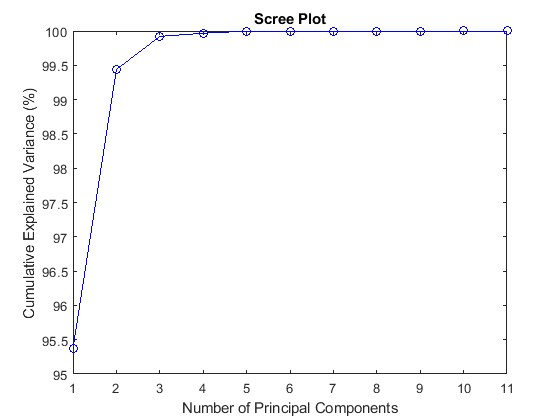 Scree Plot
100
99.5
99
98.5
98
97.5
97
96.5
96
95.5
95
Cumulative Explained Variance (%)
1 2 3 4 5 6 7 8 9 10 11
Number of Principal Components